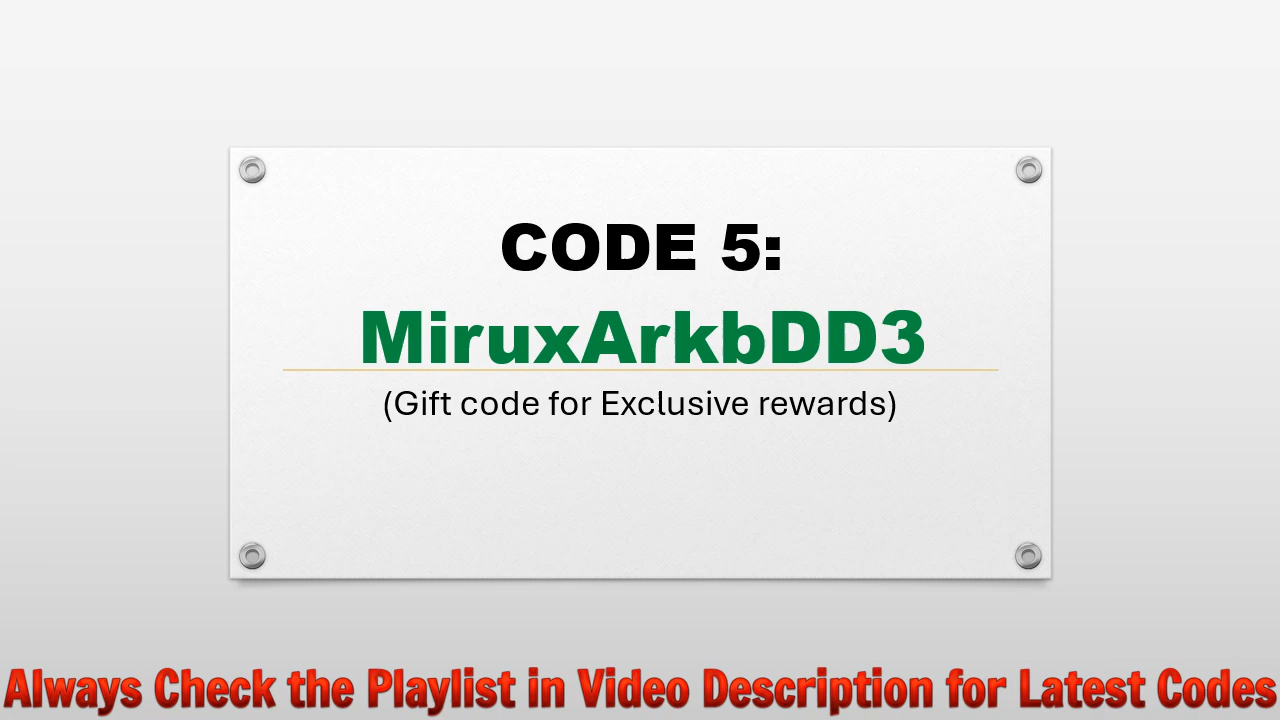 CODE 5:
MiruxArkbDD3
(Gift code for Exclusive rewards)
Always Check the Playlist in Video Description for Latest Codes